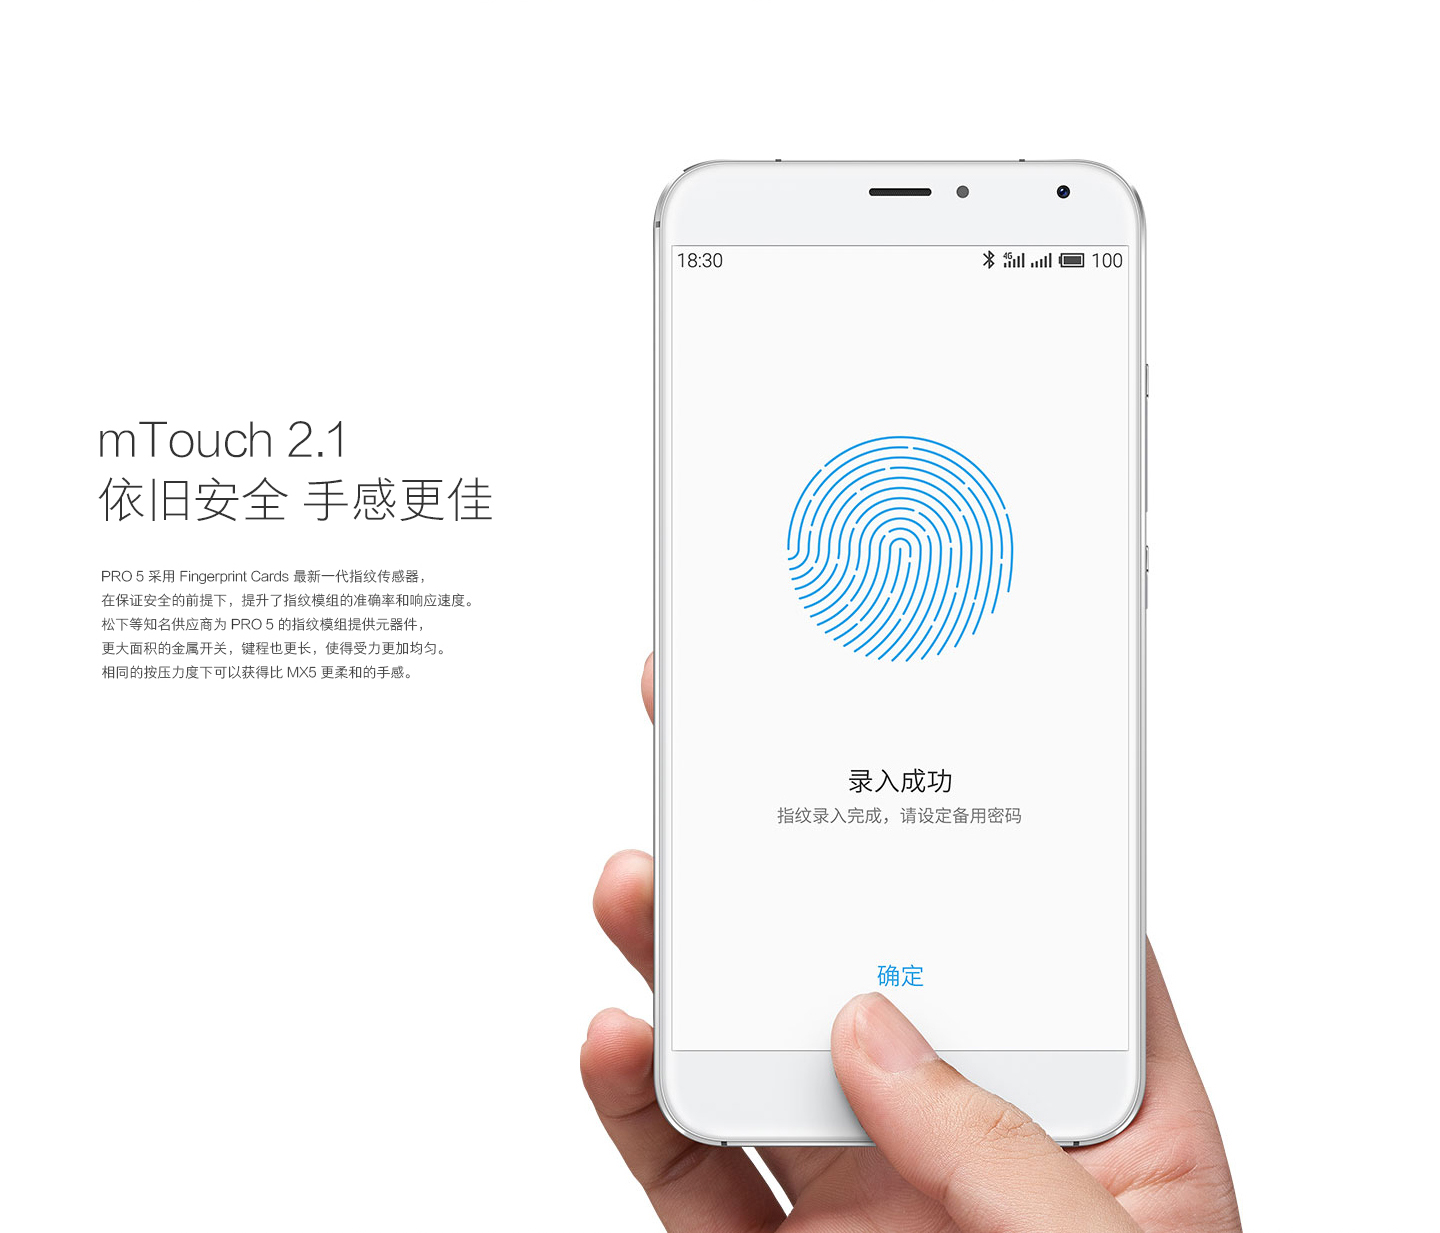 mTouch 2.1
依旧安全 手感更佳
PRO 5 采用 Fingerprint Cards 最新一代指纹传感器，
在保证安全的前提下，提升了指纹模组的准确率和响应速度。
松下等知名供应商为 PRO 5 的指纹模组提供元器件，
更大面积的金属开关，键程也更长，使得受力更加均匀。
相同的按压力度下可以获得比 MX5 更柔和的手感。
18:30
4G 100
录入成功
指纹录入完成，请设定备用密码
确定